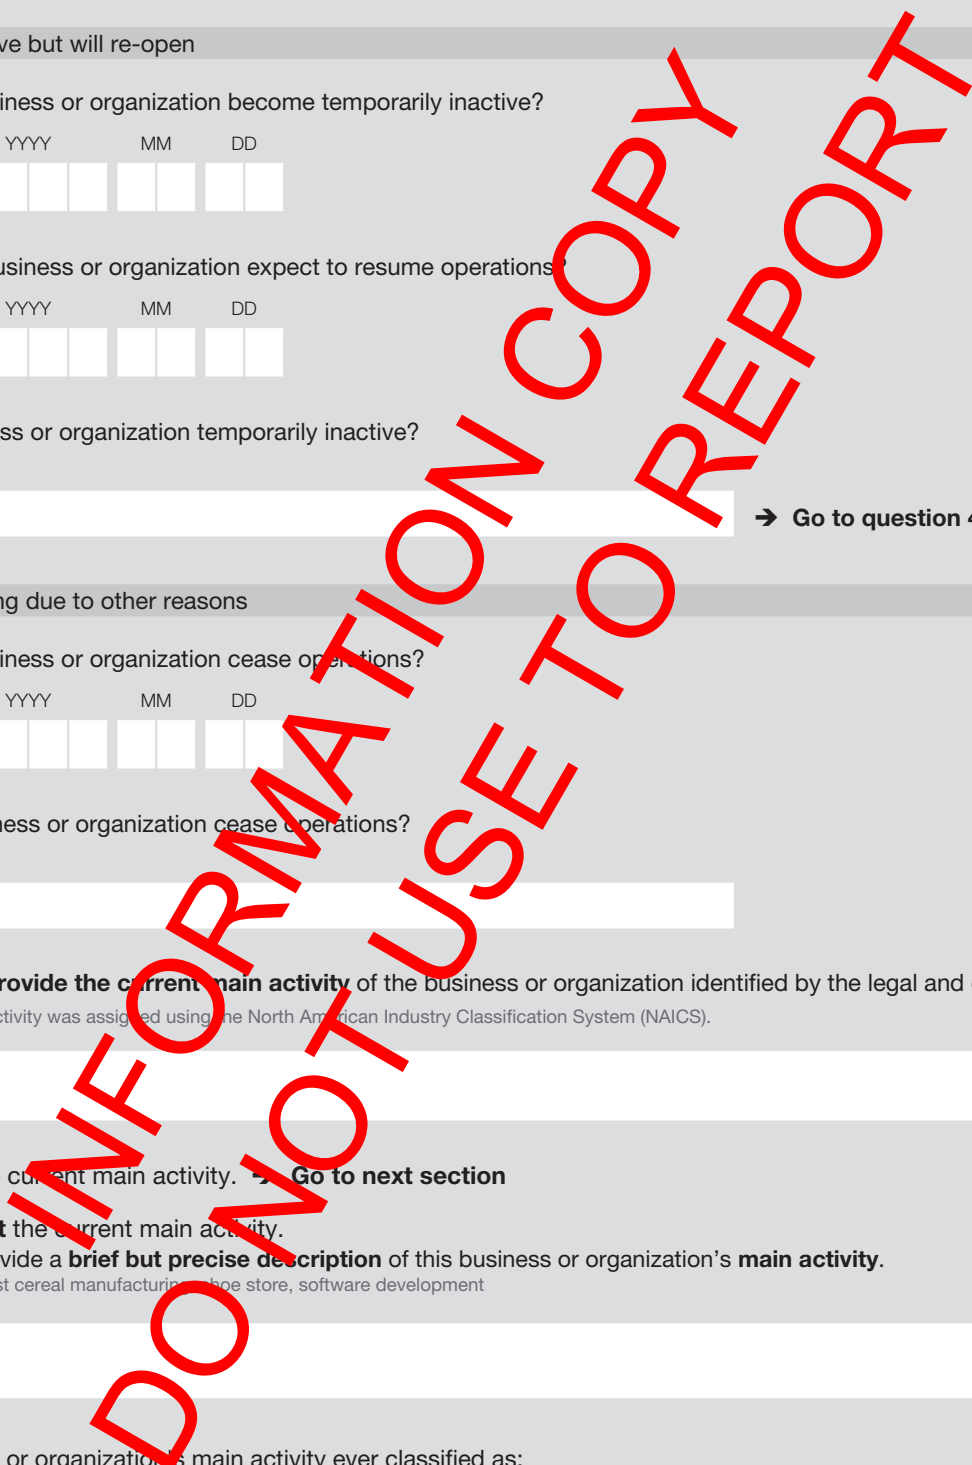 ve but will re-open
iness or organization become temporarily inactive?
YYYY MM DD
usiness or organization expect to resume operations?
YYYY MM DD
ss or organization temporarily inactive?
➔ Go to question 4
ng due to other reasons
iness or organization cease operations?
YYYY MM DD
ness or organization cease operations?
rovide the current main activity of the business or organization identified by the legal and
ctivity was assigned using the North American Industry Classification System (NAICS).
current main activity. ➔ Go to next section
t the current main activity.
vide a brief but precise description of this business or organization’s main activity.
st cereal manufacturing, shoe store, software development
or organization’s main activity ever classified as:
INFORMATION COPY
DO NOT USE TO REPORT